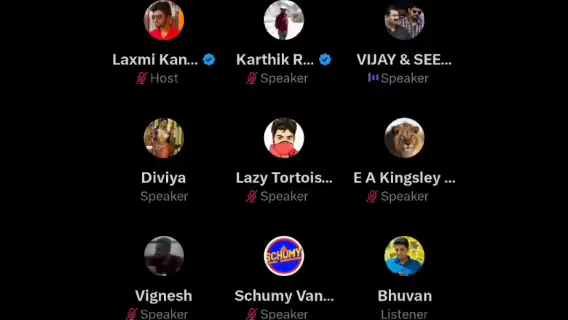 Laxmi Kan... Karthik R... VIJAY & SEE...
Host Speaker Speaker
Diviya Lazy Tortois... E A Kingsley ...
Speaker Speaker Speaker
SCHUMY
Vignesh Schumy Van... Bhuvan
Speaker Speaker Listener